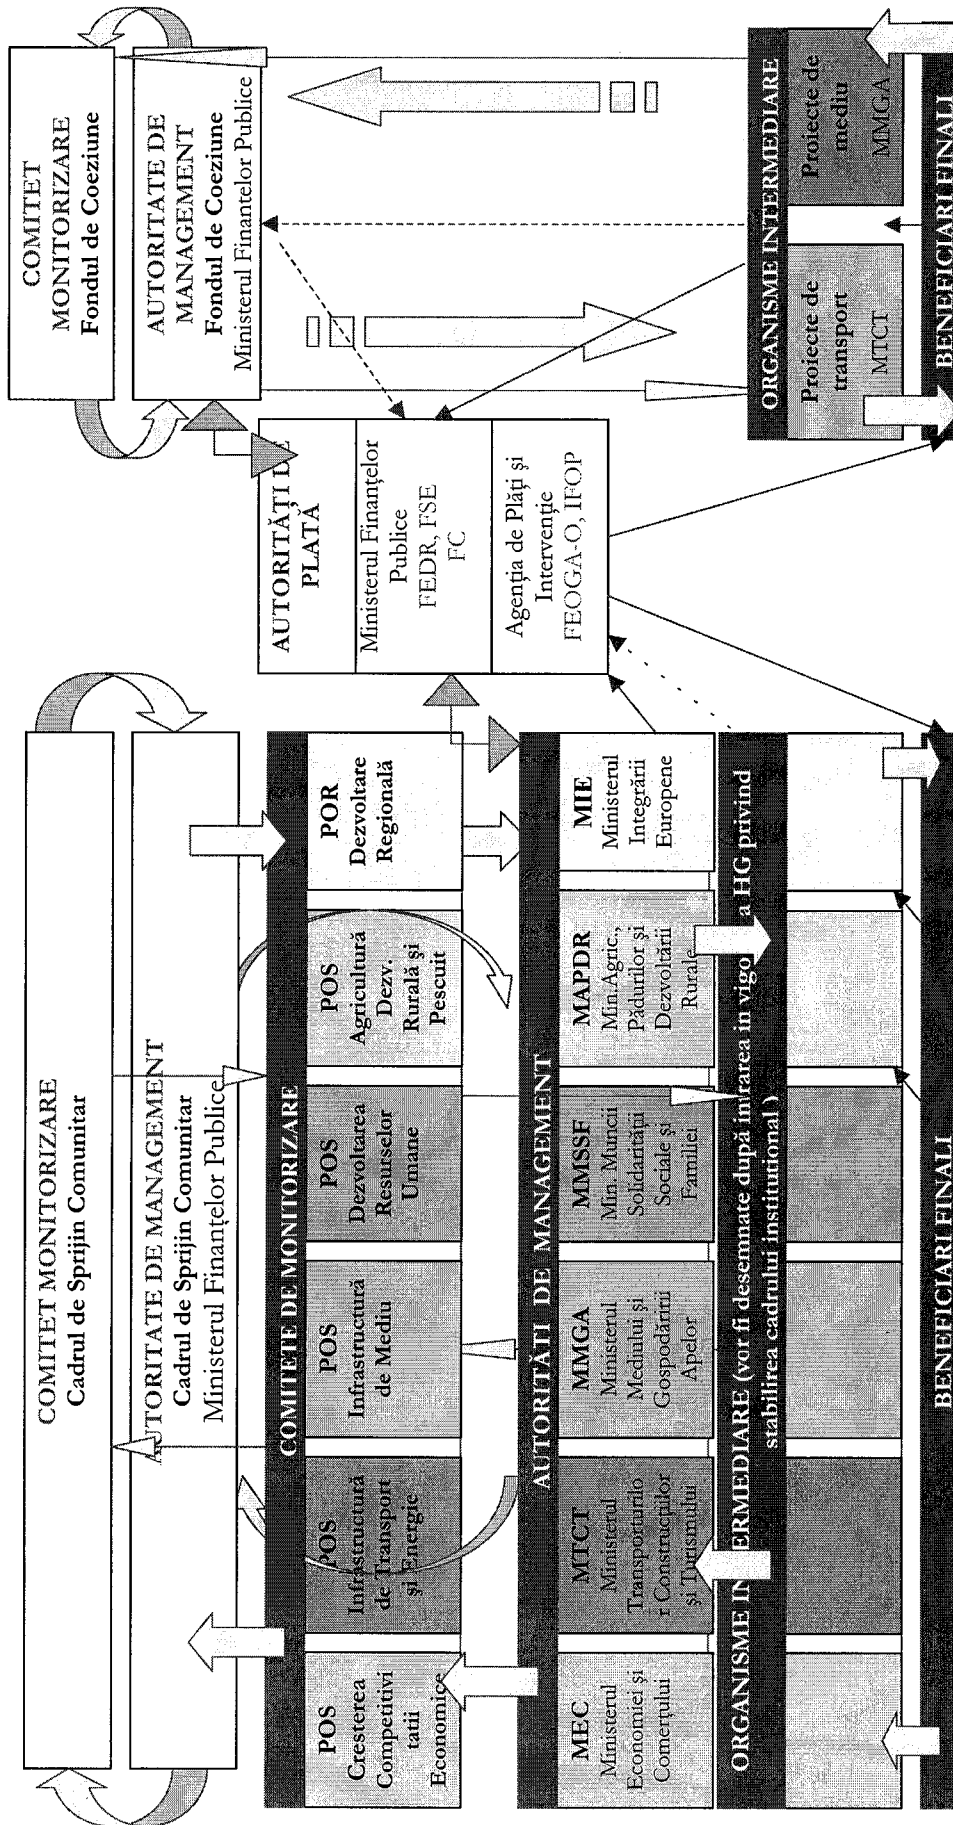 COMITET MONITORIZARE
Cadrul de Sprijin Comunitar
AUTORITATE DE MANAGEMENT
Cadrul de Sprijin Comunitar
Ministerul Finanțelor Publice
COMITETE DE MONITORIZARE
POS
Cresterea
Competitivi
tatii
Economice
POS
Infrastructură
de Transport
și Energie
POS
Infrastructură
de Mediu
POS
Dezvoltarea
Resurselor
Umane
POS
Agricultură
Dezv.
Rurală și
Pescuit
POR
Dezvoltare
Regională
AUTORITĂȚI DE MANAGEMENT
MEC
Ministerul
Economiei și
Comerțului
MTCT
Ministerul
Transporturilo
r Construcțiilor
și Turismului
MMGA
Ministerul
Mediului și
Gospodării
Apelor
MMSSF
Min. Muncii
Solidarității
Sociale și
Familiei
MAPDR
Min.Agric.,
Pădurilor și
Dezvoltării
Rurale
MIE
Ministerul
Integrării
Europene
ORGANISME INTERMEDIARE (vor fi desemnate după intrarea in vigoare a HG privind
stabilirea cadrului institutional )
BENEFICIARI FINALI
AUTORITĂȚI DE
PLATĂ
Ministerul Finanțelor
Publice
FEDR, FSE
FC
Agenția de Plăți și
Intervenție
FEOGA-O, IFOP
COMITET
MONITORIZARE
Fondul de Coeziune
AUTORITATE DE
MANAGEMENT
Fondul de Coeziune
Ministerul Finantelor Publice
ORGANISME INTERMEDIARE
Proiecte de
transport
MTCT
Proiecte de
mediu
MMGA
BENEFICIARI FINALI